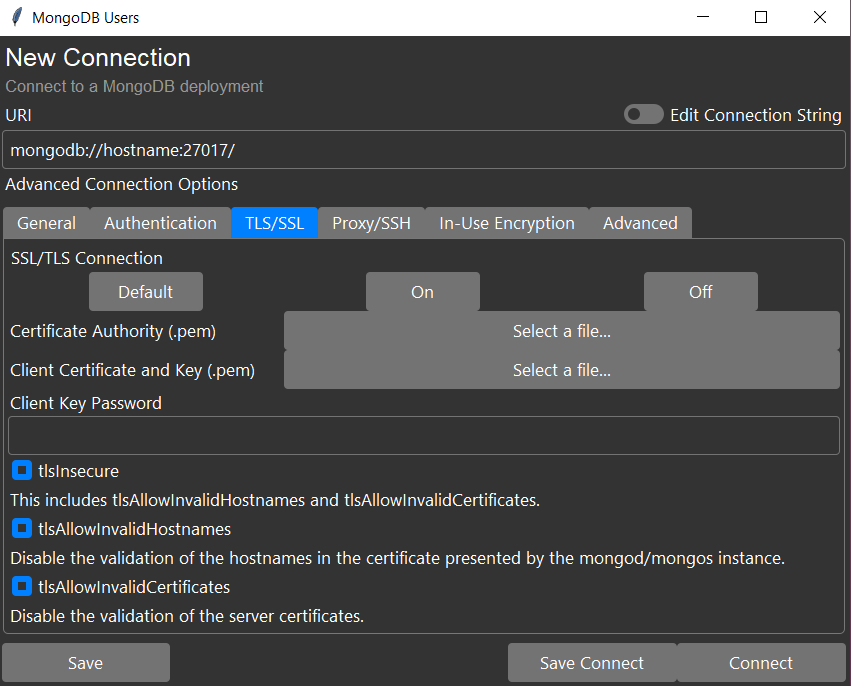 MongoDB Users
New Connection
Connect to a MongoDB deployment
URI Edit Connection String
mongodb://hostname:27017/
Advanced Connection Options
General Authentication TLS/SSL Proxy/SSH In-Use Encryption Advanced
SSL/TLS Connection
Default On Off
Certificate Authority (.pem) Select a file...
Client Certificate and Key (.pem) Select a file...
Client Key Password
tlsInsecure
This includes tlsAllowInvalidHostnames and tlsAllowInvalidCertificates.
tlsAllowInvalidHostnames
Disable the validation of the hostnames in the certificate presented by the mongod/mongos instance.
tlsAllowInvalidCertificates
Disable the validation of the server certificates.
Save Save Connect Connect